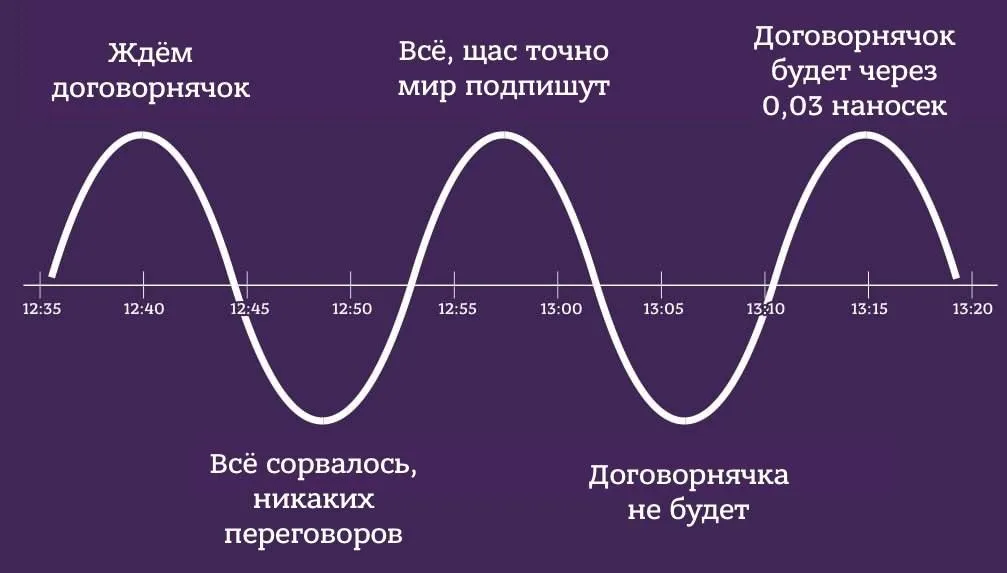 Ждём
договорнячок
Всё, щас точно
мир подпишут
Договорнячок
будет через
0,03 наносек
12:35
12:40
12:45
12:50
12:55
13:00
13:05
13:10
13:15
13:20
Всё сорвалось,
никаких
переговоров
Договорнячка
не будет